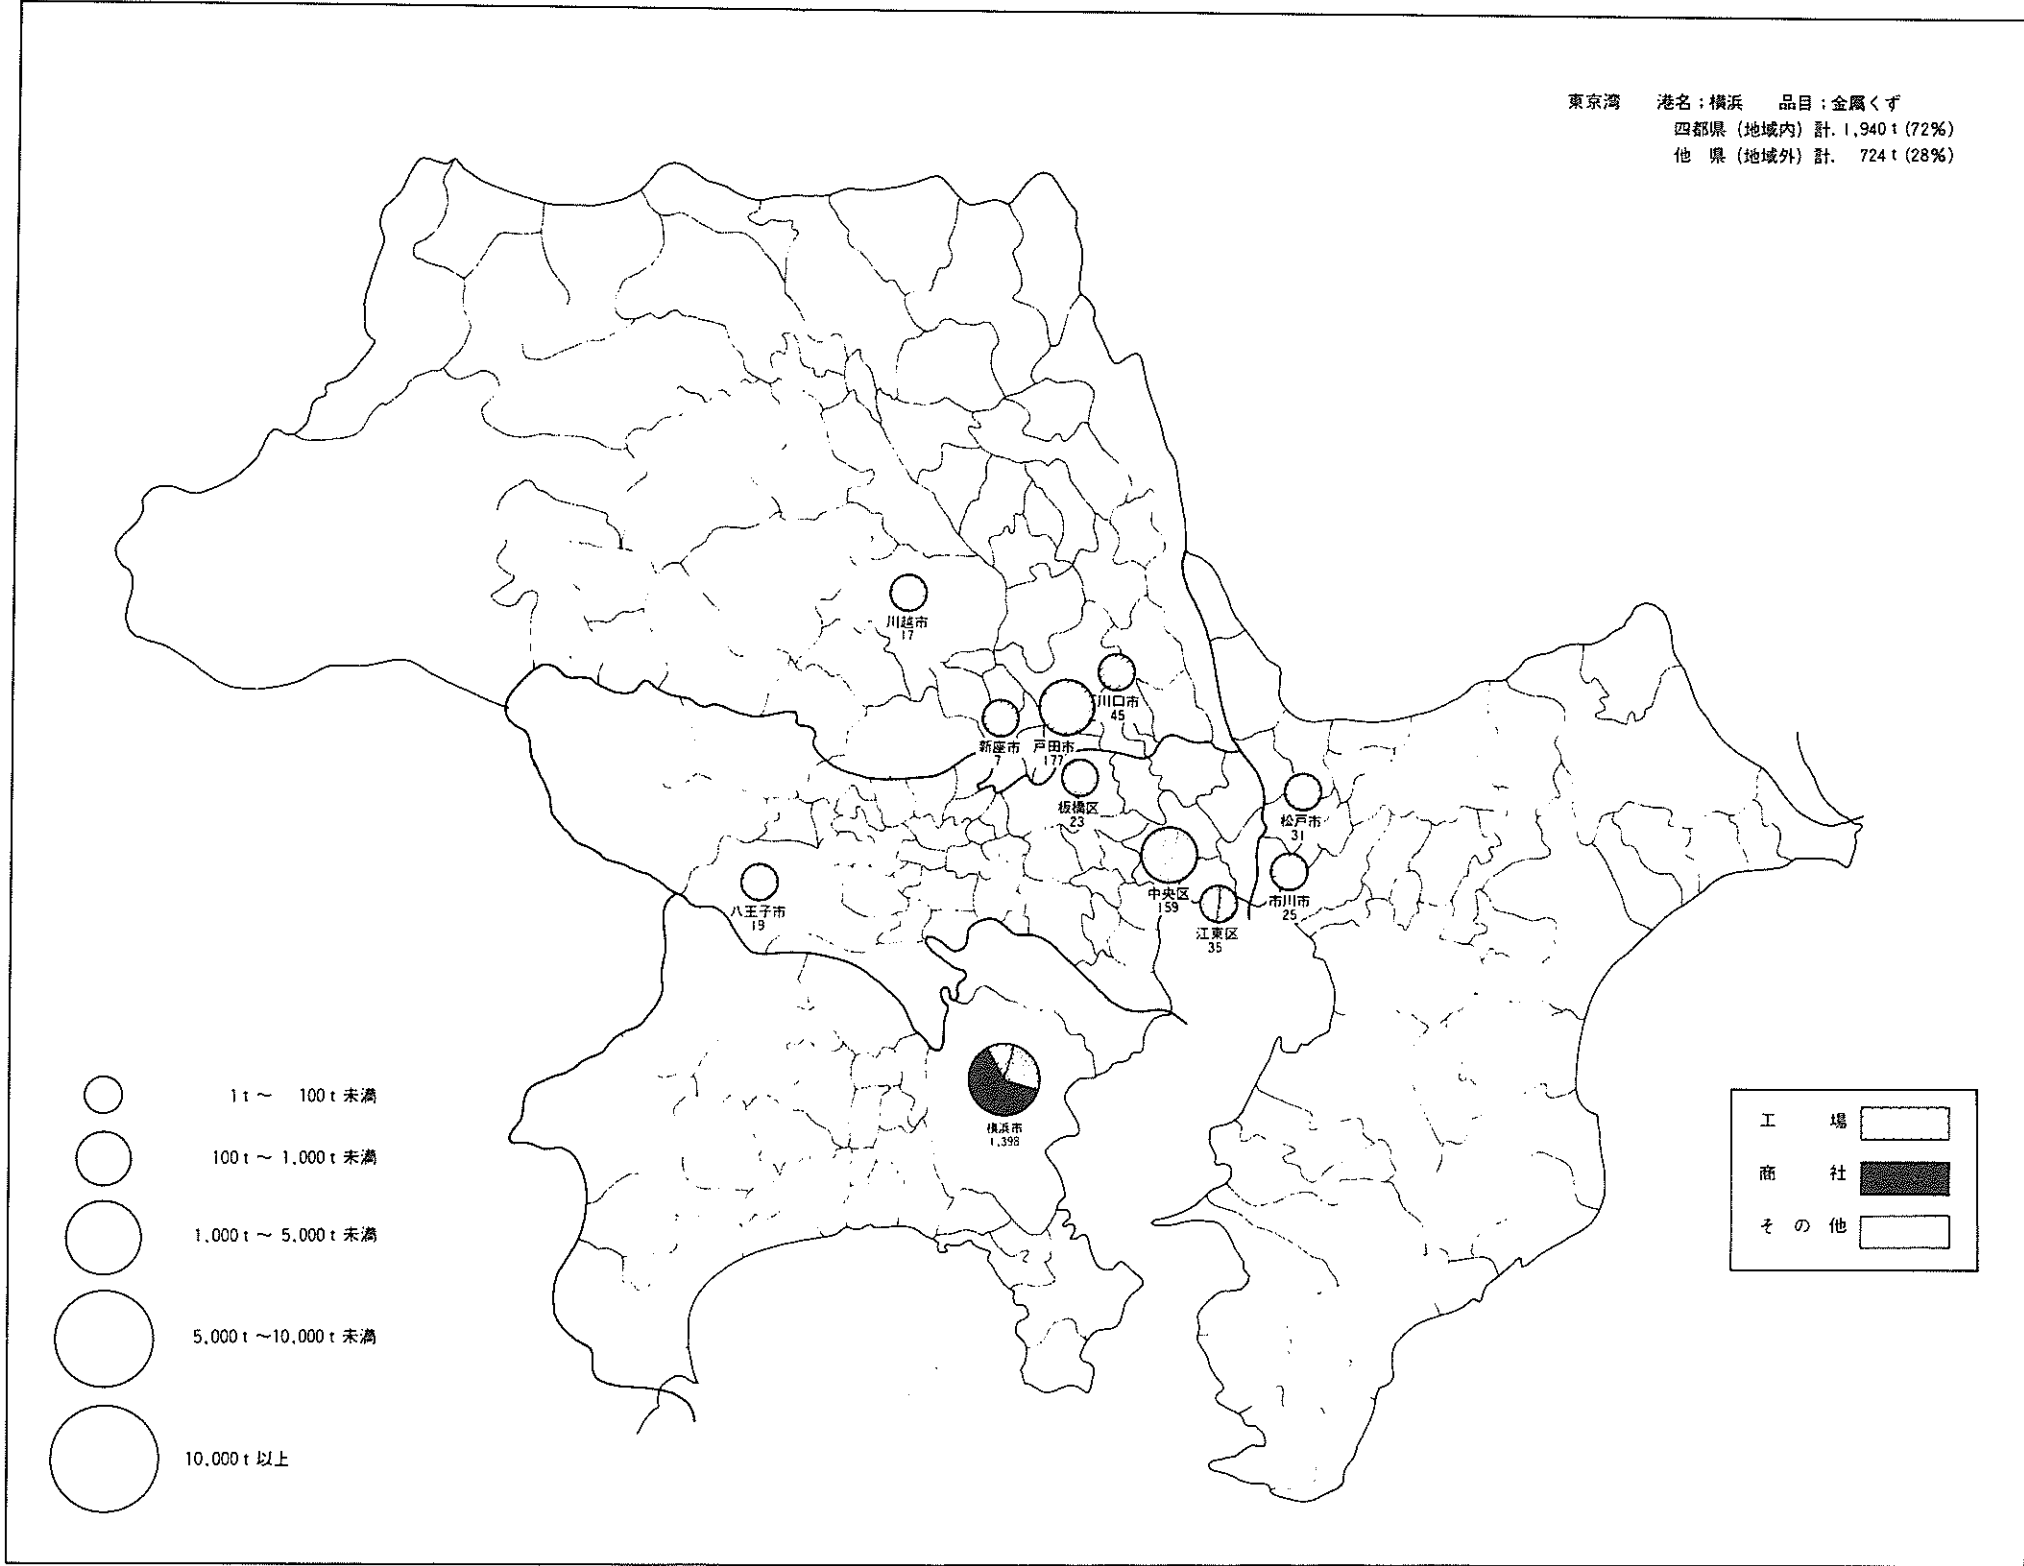 東京湾 港名;横浜 品目;金属くず
四都県 (地域内) 計. 1,940 t (72%)
他 県 (地域外) 計. 724 t (28%)
川越市
17
川口市
45
新座市
7
戸田市
177
板橋区
23
松戸市
31
八王子市
19
中央区
159
市川市
25
江東区
35
横浜市
1,398
1 t ~ 100 t 未満
100 t ~ 1,000 t 未満
1,000 t ~ 5,000 t 未満
5,000 t ~10,000 t 未満
10,000 t 以上
工 場
商 社
そ の 他